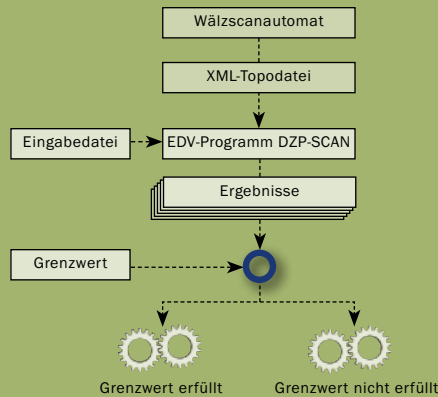 Wälzscanautomat
XML-Topodatei
Eingabedatei
EDV-Programm DZP-SCAN
Ergebnisse
Grenzwert
Grenzwert erfüllt
Grenzwert nicht erfüllt